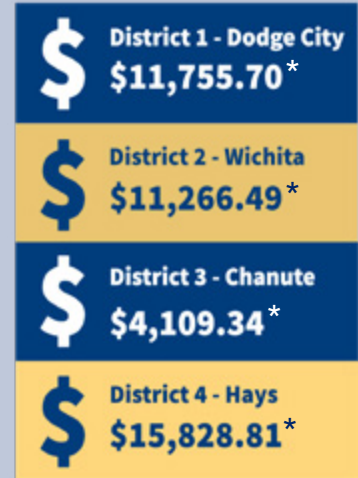 $
District 1 - Dodge City
$11,755.70*
$
District 2 - Wichita
$11,266.49*
$
District 3 - Chanute
$4,109.34*
$
District 4 - Hays
$15,828.81*